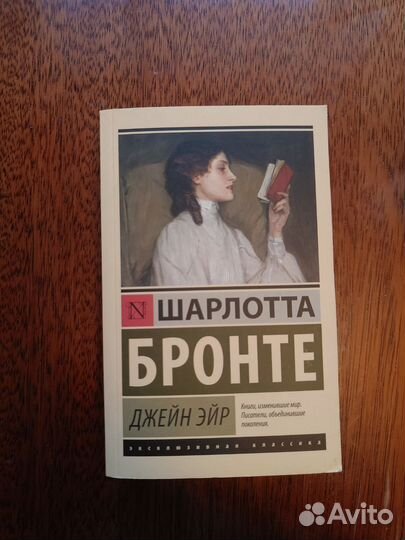 N ШАРЛОТТА
БРОНТЕ
ДЖЕЙН ЭЙР
Книги, изменившие мир.
Писатели, объединившие
поколения.
эксклюзивная классика
Avito